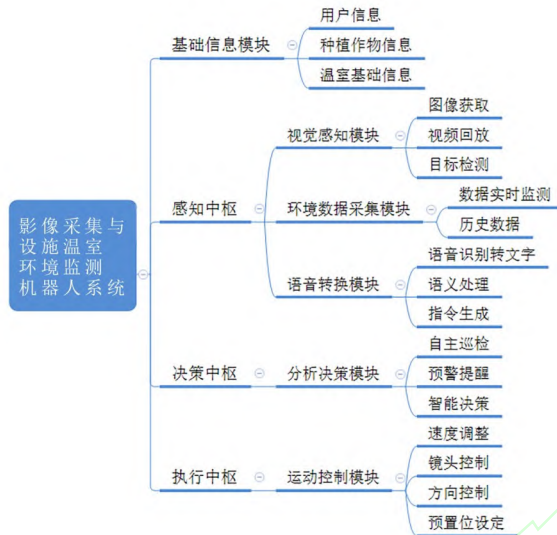 影像采集与
设施温室
环境监测
机器人系统
基础信息模块
用户信息
种植作物信息
温室基础信息
感知中枢
视觉感知模块
图像获取
视频回放
目标检测
环境数据采集模块
数据实时监测
历史数据
语音转换模块
语音识别转文字
语义处理
指令生成
决策中枢
分析决策模块
自主巡检
预警提醒
智能决策
执行中枢
运动控制模块
速度调整
镜头控制
方向控制
预置位设定